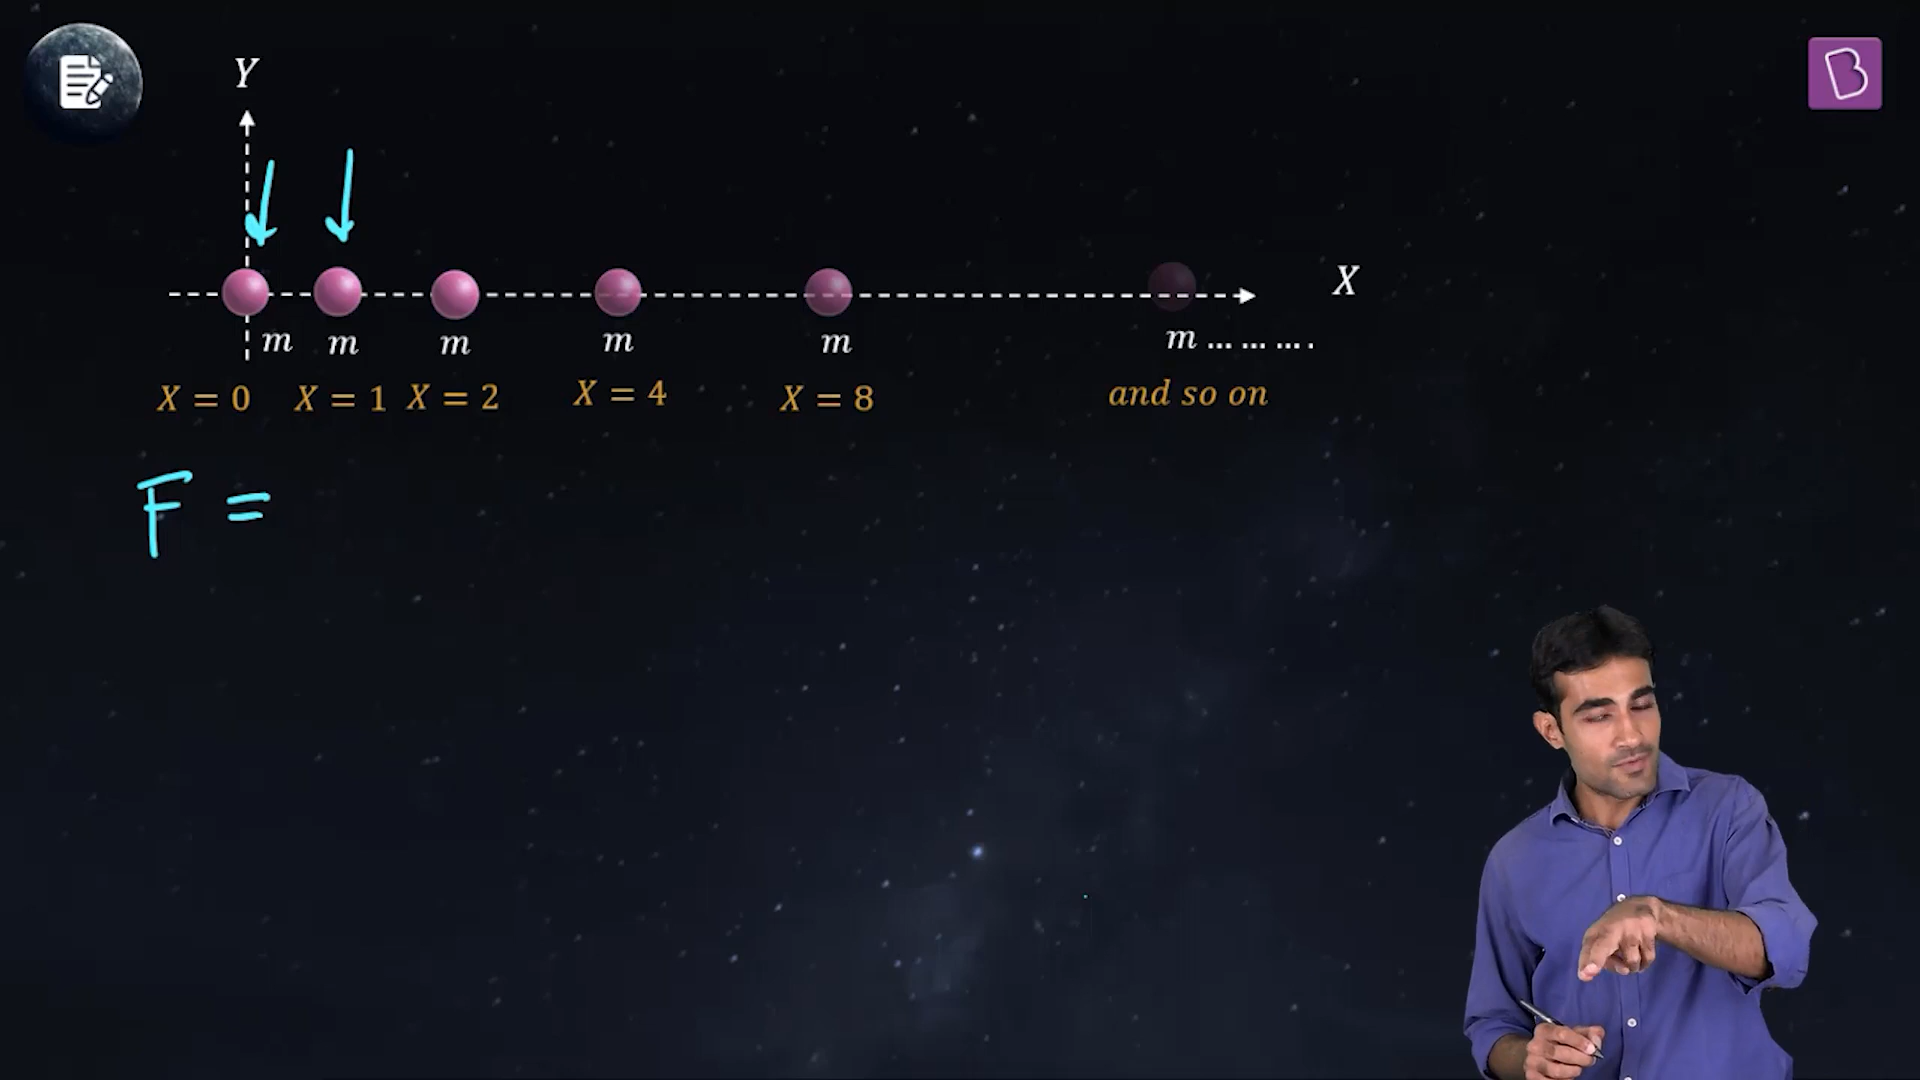 Y
X
m m m m m m ... ... ... .
X = 0 X = 1 X = 2 X = 4 X = 8 and so on
F =